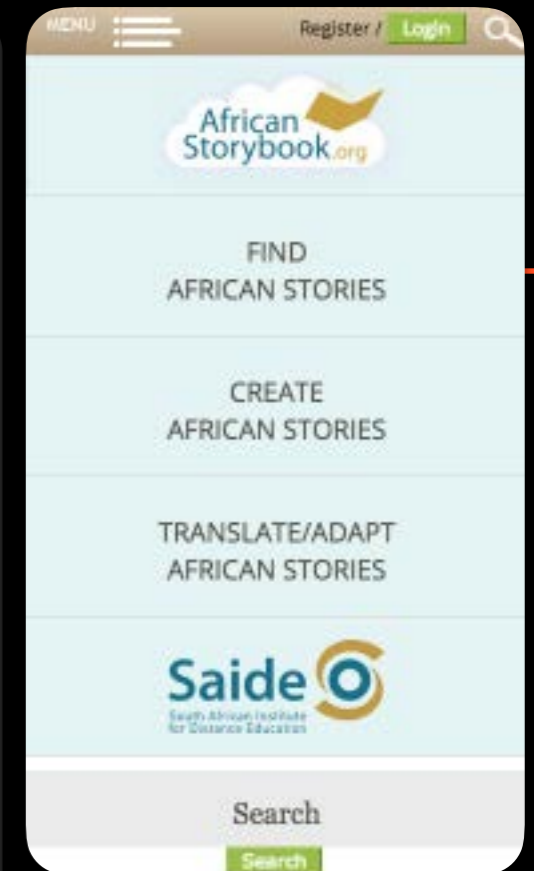 MENU
Register / Login
African
Storybook.org
FIND
AFRICAN STORIES
CREATE
AFRICAN STORIES
TRANSLATE/ADAPT
AFRICAN STORIES
Saide
South African Institute
for Distance Education
Search
Search